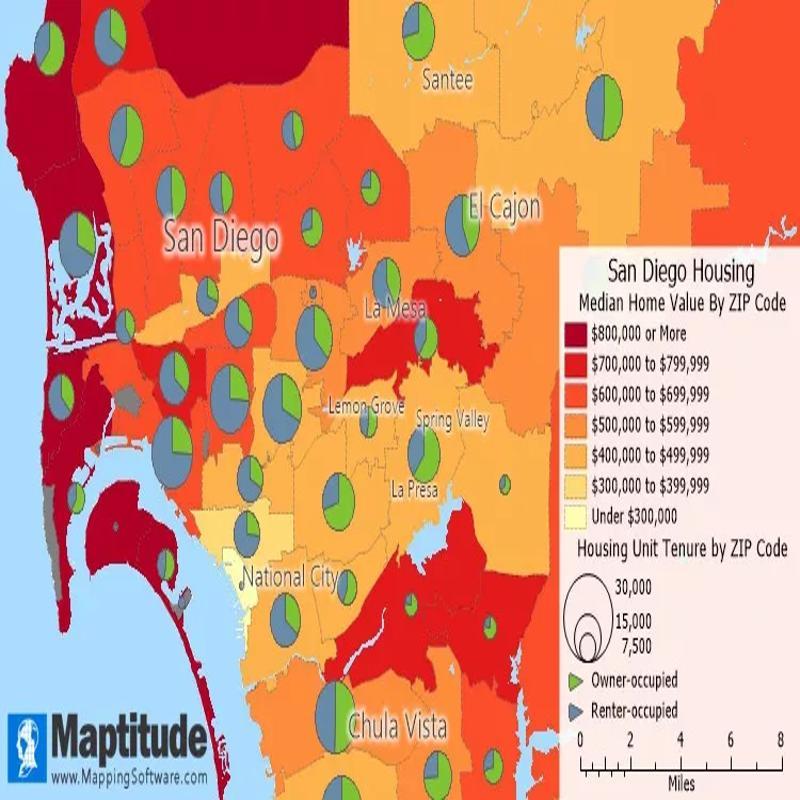 Santee
El Cajon
San Diego
La Mesa
Lemon Grove
Spring Valley
La Presa
National City
Chula Vista
San Diego Housing
Median Home Value By ZIP Code
$800,000 or More
$700,000 to $799,999
$600,000 to $699,999
$500,000 to $599,999
$400,000 to $499,999
$300,000 to $399,999
Under $300,000
Housing Unit Tenure by ZIP Code
30,000
15,000
7,500
Owner-occupied
Renter-occupied
0 2 4 6 8
Miles
Maptitude
www.MappingSoftware.com